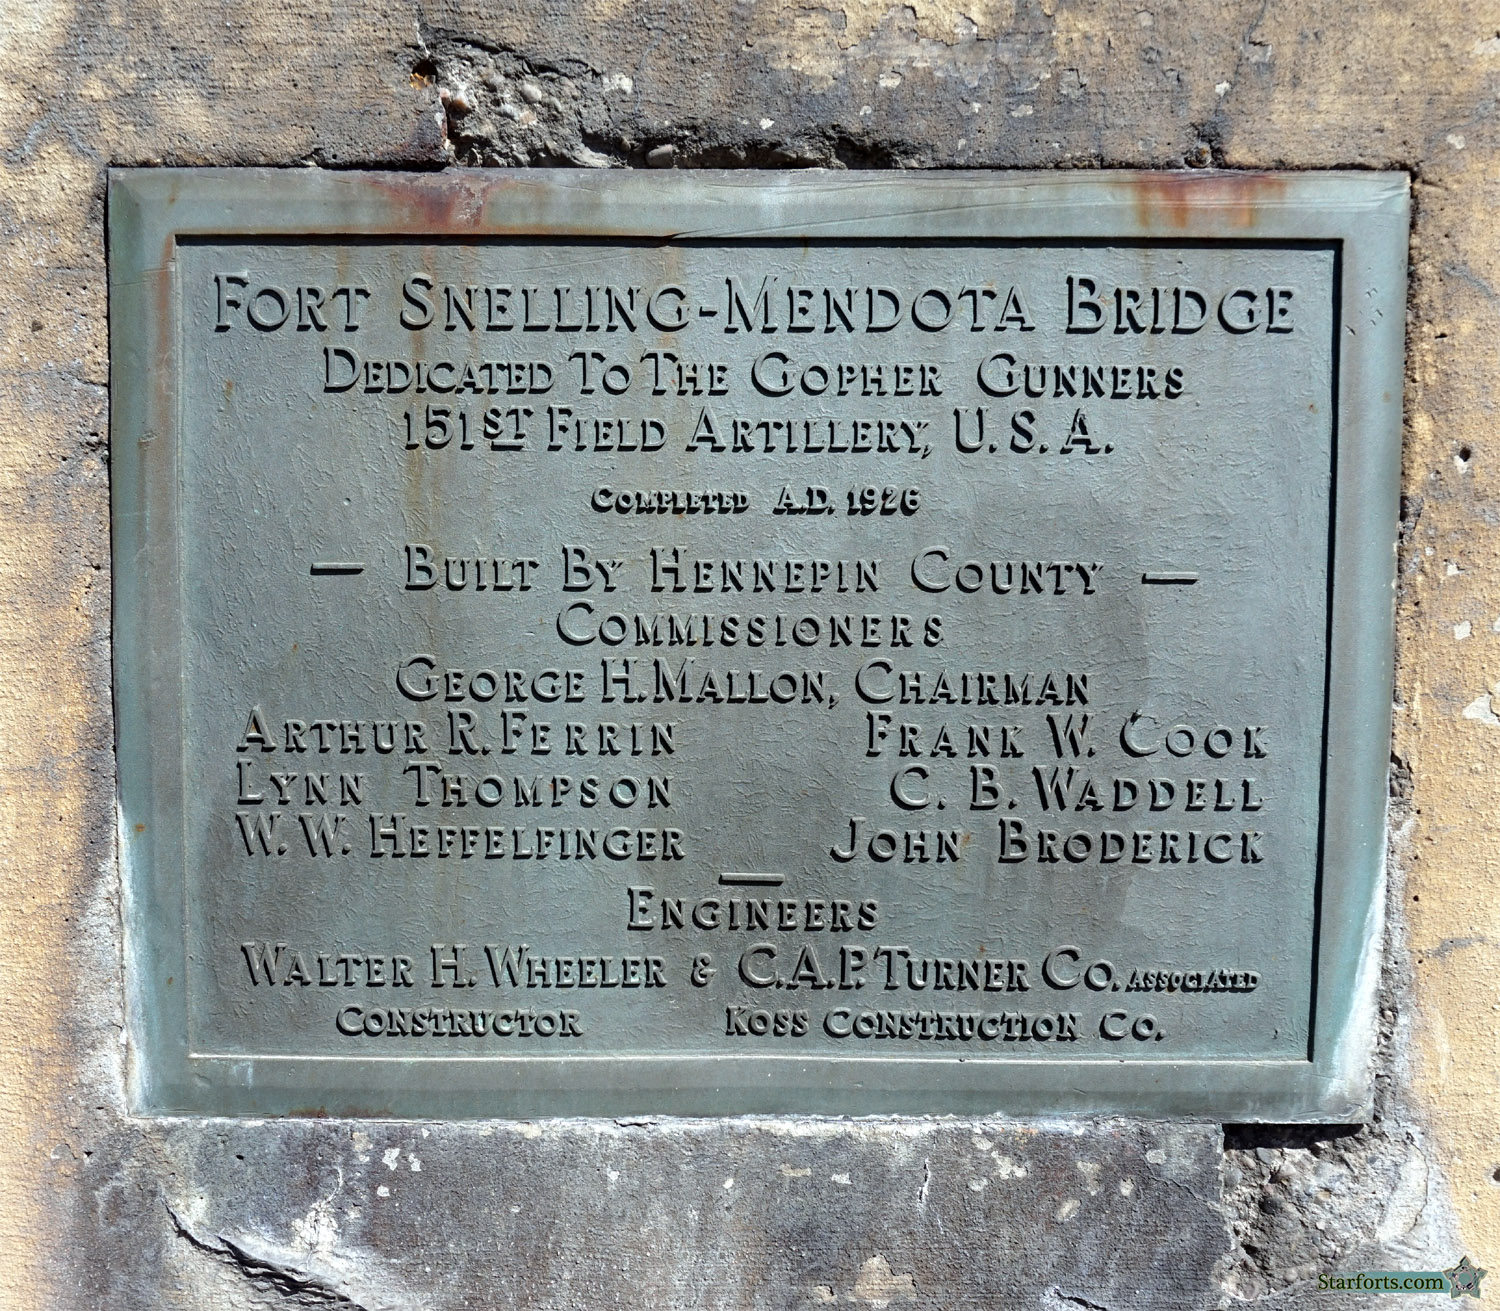 FORT SNELLING-MENDOTA BRIDGE
DEDICATED TO THE GOPHER GUNNERS
151ST FIELD ARTILLERY, U.S.A.
COMPLETED A.D. 1926
— BUILT BY HENNEPIN COUNTY —
COMMISSIONERS
GEORGE H. MALLON, CHAIRMAN
ARTHUR R. FERRIN FRANK W. COOK
LYNN THOMPSON C. B. WADDELL
W. W. HEFFELFINGER JOHN BRODERICK
—
ENGINEERS
WALTER H. WHEELER & C.A.P. TURNER CO. ASSOCIATED
CONSTRUCTOR KOSS CONSTRUCTION CO.
Starforts.com